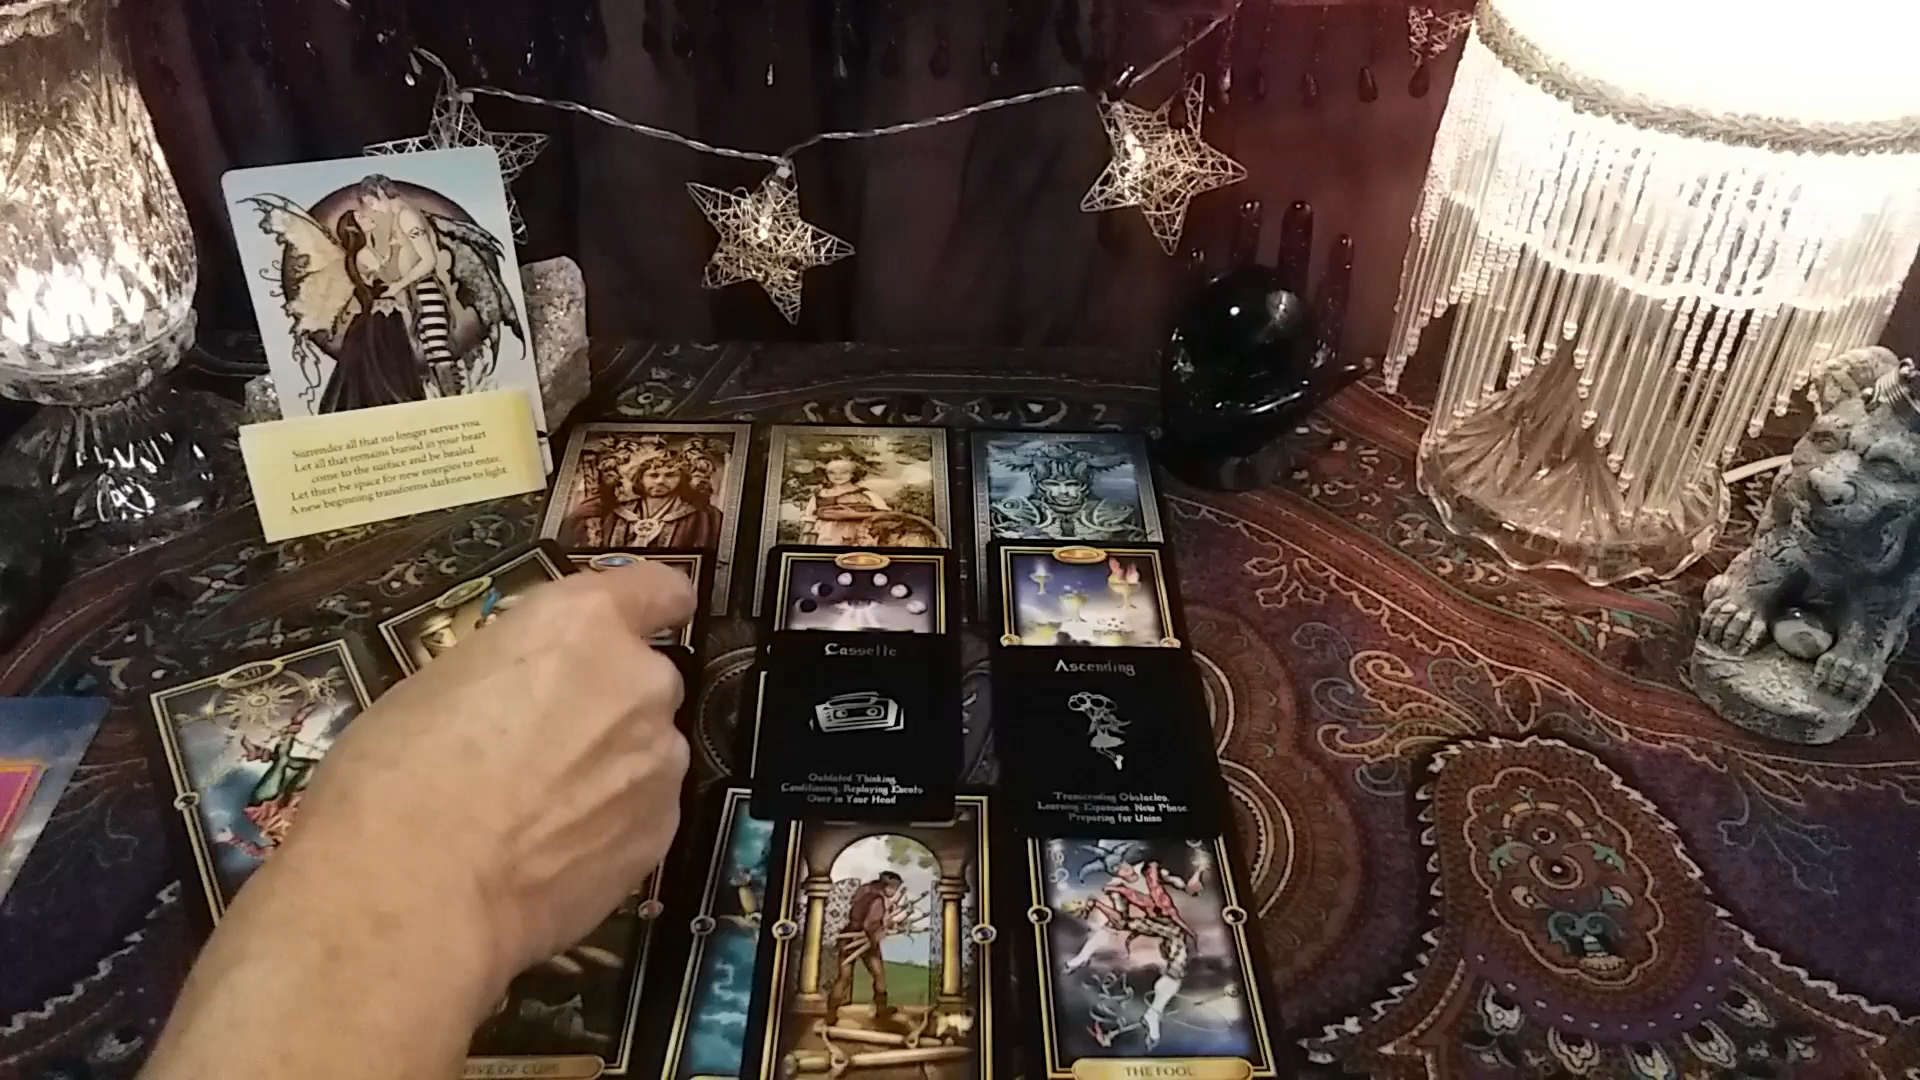 Surrender all that no longer serves you.
Let all that remains buried in your heart
come to the surface and be healed.
Let there be space for new energies to enter.
A new beginning transforms darkness to light.
VII
Cassette
Outdated Thinking,
Conditioning, Replaying Events
Over in Your Head
Ascending
Transcending Obstacles,
Learning, Expansion, New Phase,
Preparing for Union
FIVE OF CUPS
THE FOOL